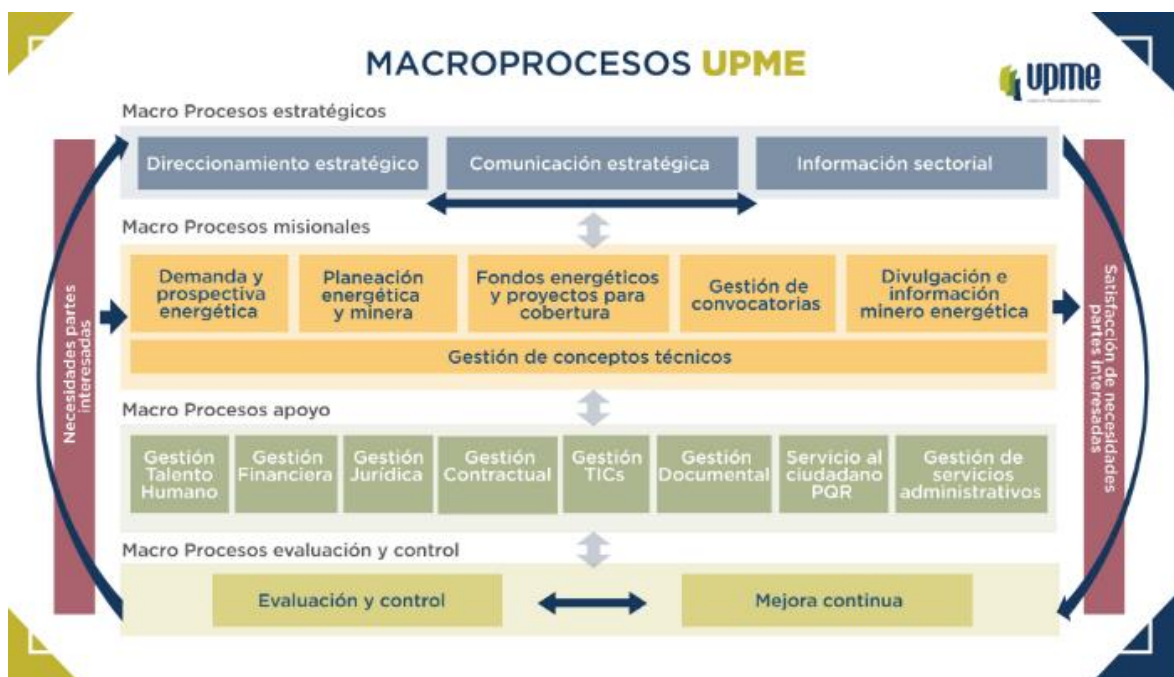 MACROPROCESOS UPME
upme
Macro Procesos estratégicos
Direccionamiento estratégico
Comunicación estratégica
Información sectorial
Macro Procesos misionales
Demanda y
prospectiva
energética
Planeación
energética
y minera
Fondos energéticos
y proyectos para
cobertura
Gestión de
convocatorias
Divulgación e
información
minero energética
Gestión de conceptos técnicos
Macro Procesos apoyo
Gestión
Talento
Humano
Gestión
Financiera
Gestión
Jurídica
Gestión
Contractual
Gestión
TICs
Gestión
Documental
Servicio al
ciudadano
PQR
Gestión de
servicios
administrativos
Macro Procesos evaluación y control
Evaluación y control
Mejora continua
Necesidades partes
interesadas
Satisfacción de necesidades
partes interesadas